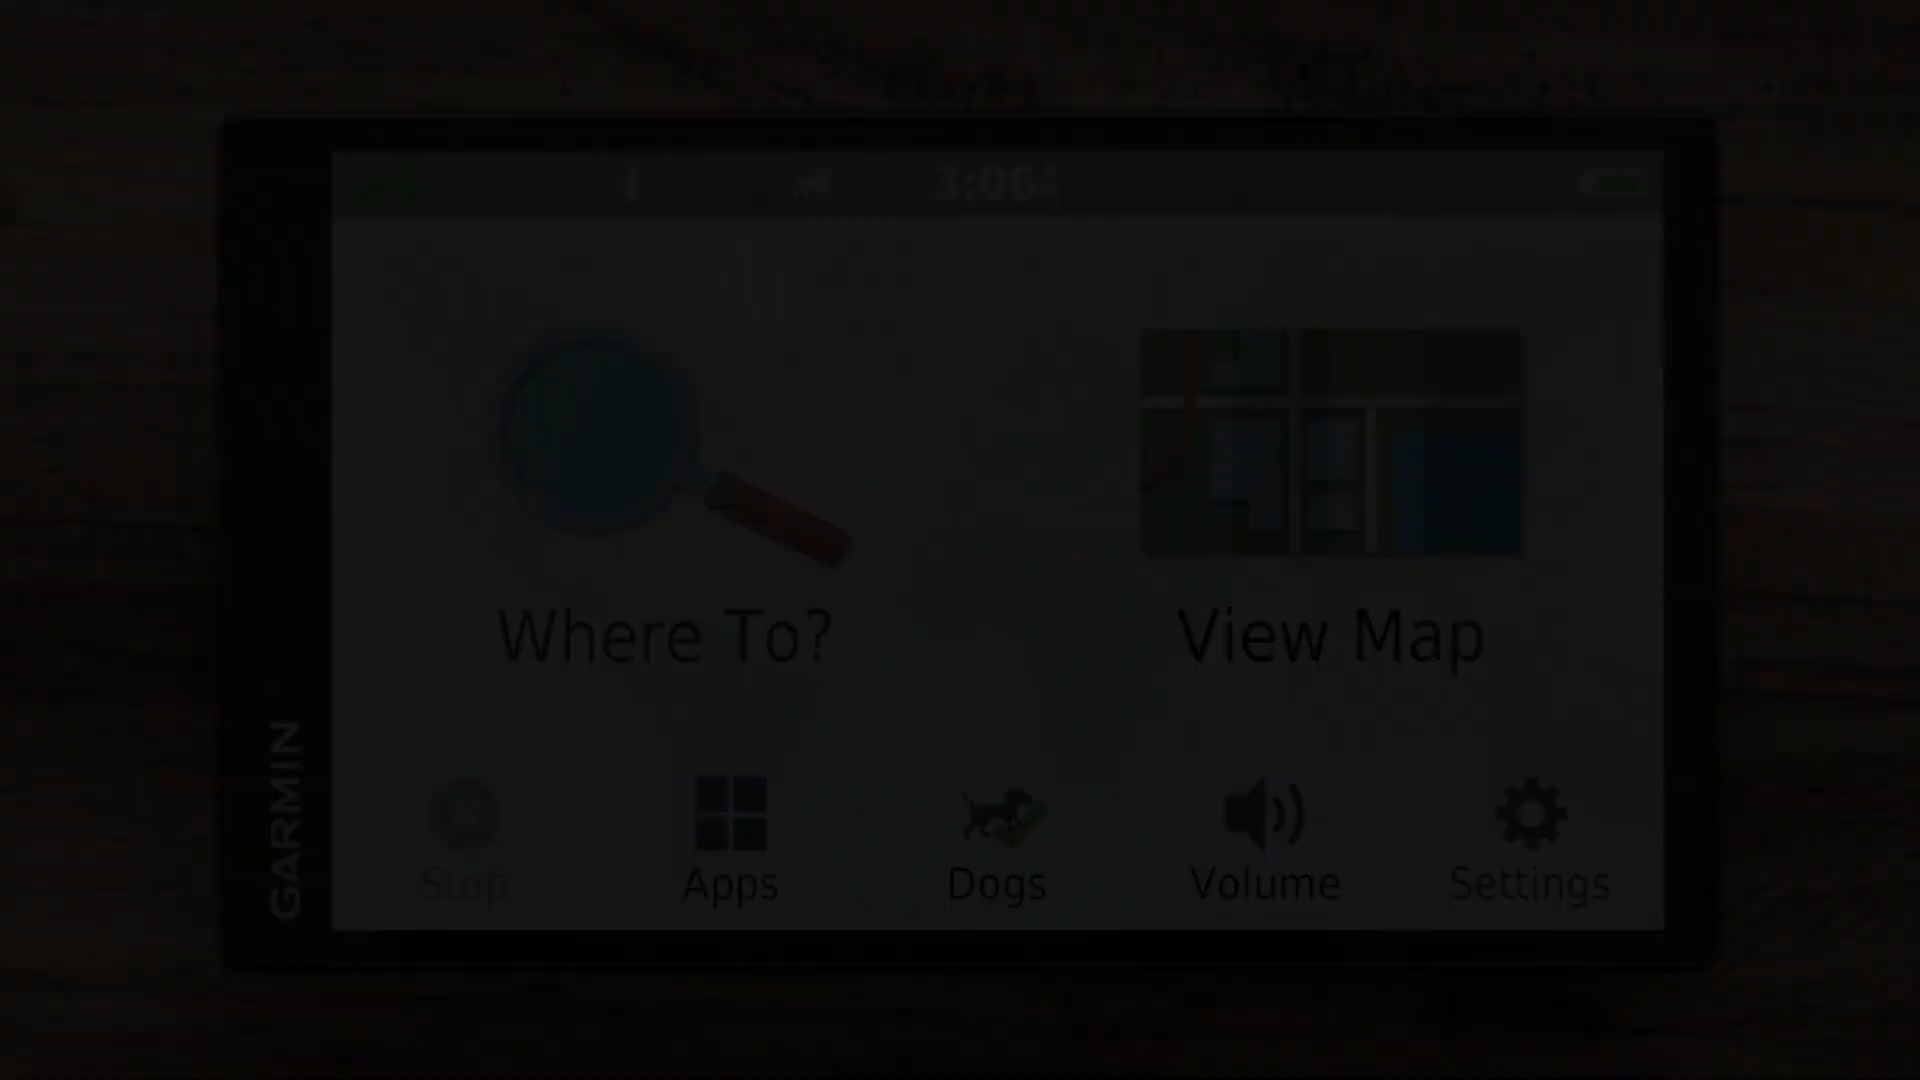 3:06
Where To?
View Map
GARMIN
Stop
Apps
Dogs
Volume
Settings